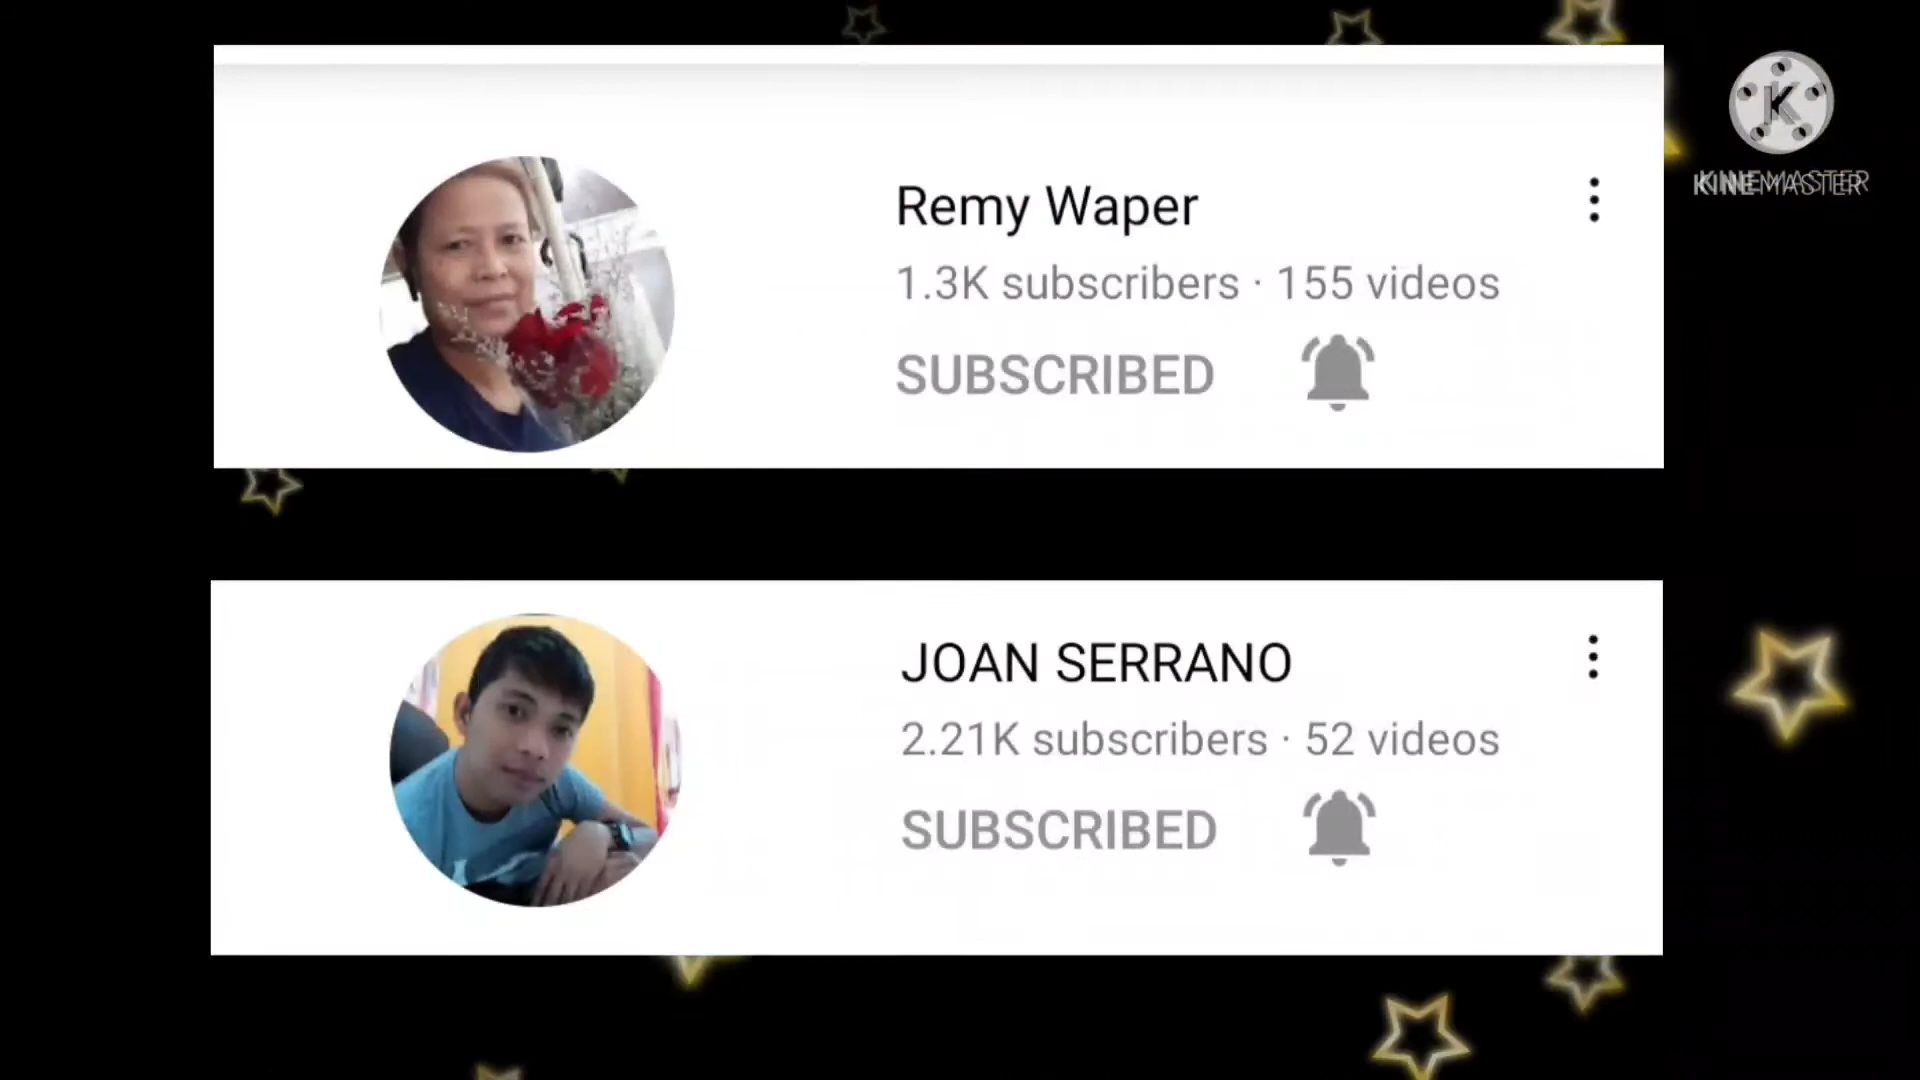 Remy Waper
1.3K subscribers · 155 videos
SUBSCRIBED
JOAN SERRANO
2.21K subscribers · 52 videos
SUBSCRIBED
K
KINEMASTER